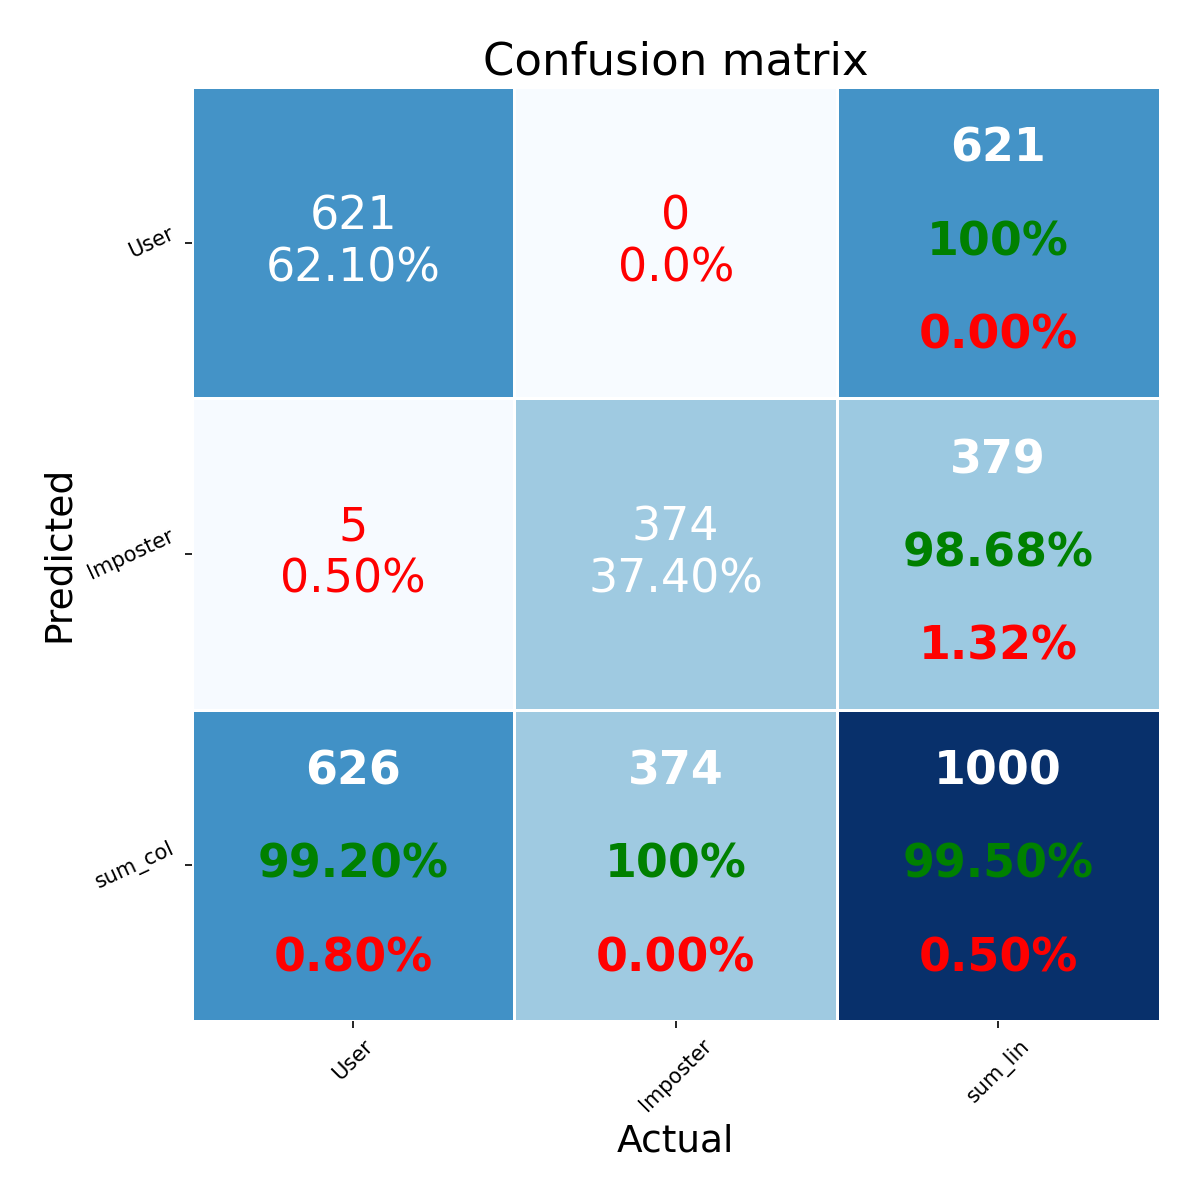 Confusion matrix
621
62.10%
0
0.0%
621
100%
0.00%
User
5
0.50%
374
37.40%
379
98.68%
1.32%
Imposter
Predicted
626
99.20%
0.80%
374
100%
0.00%
1000
99.50%
0.50%
sum_col
User
Imposter
sum_lin
Actual